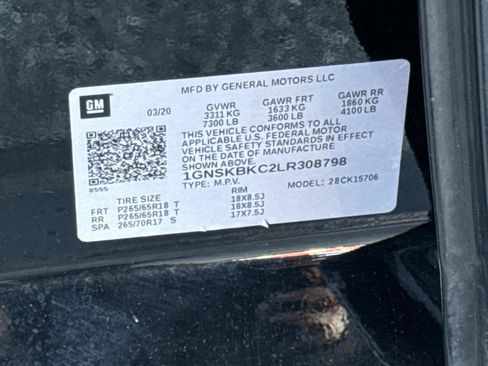 MFD BY GENERAL MOTORS LLC
GM
03/20
GVWR GAWR FRT GAWR RR
3311 KG 1633 KG 1860 KG
7300 LB 3600 LB 4100 LB
THIS VEHICLE CONFORMS TO ALL
APPLICABLE U.S. FEDERAL MOTOR
VEHICLE SAFETY STANDARDS IN EFFECT
ON THE DATE OF MANUFACTURE
SHOWN ABOVE.
1GNSKBKC2LR308798
TYPE: M.P.V. 28CK15706
8555
TIRE SIZE RIM
FRT P265/65R18 T 18X8.5J
RR P265/65R18 T 18X8.5J
SPA 265/70R17 S 17X7.5J